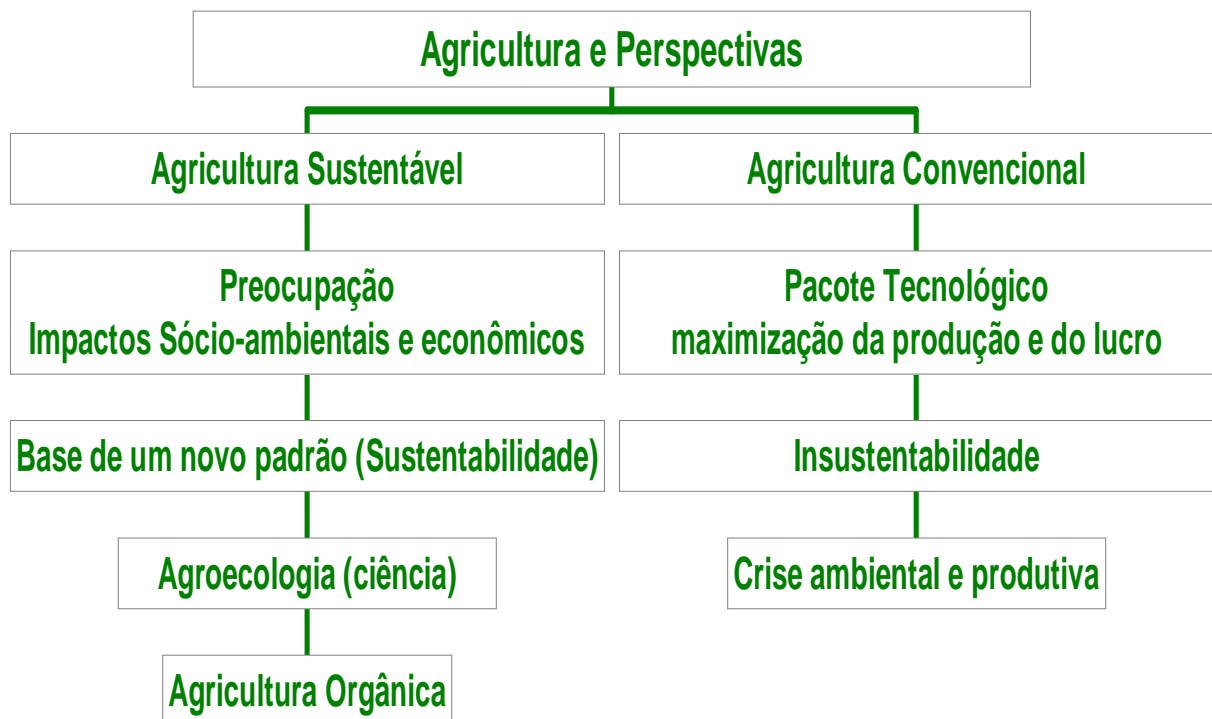 Agricultura e Perspectivas
Agricultura Sustentável
Agricultura Convencional
Preocupação
Impactos Sócio-ambientais e econômicos
Pacote Tecnológico
maximização da produção e do lucro
Base de um novo padrão (Sustentabilidade)
Insustentabilidade
Agroecologia (ciência)
Crise ambiental e produtiva
Agricultura Orgânica